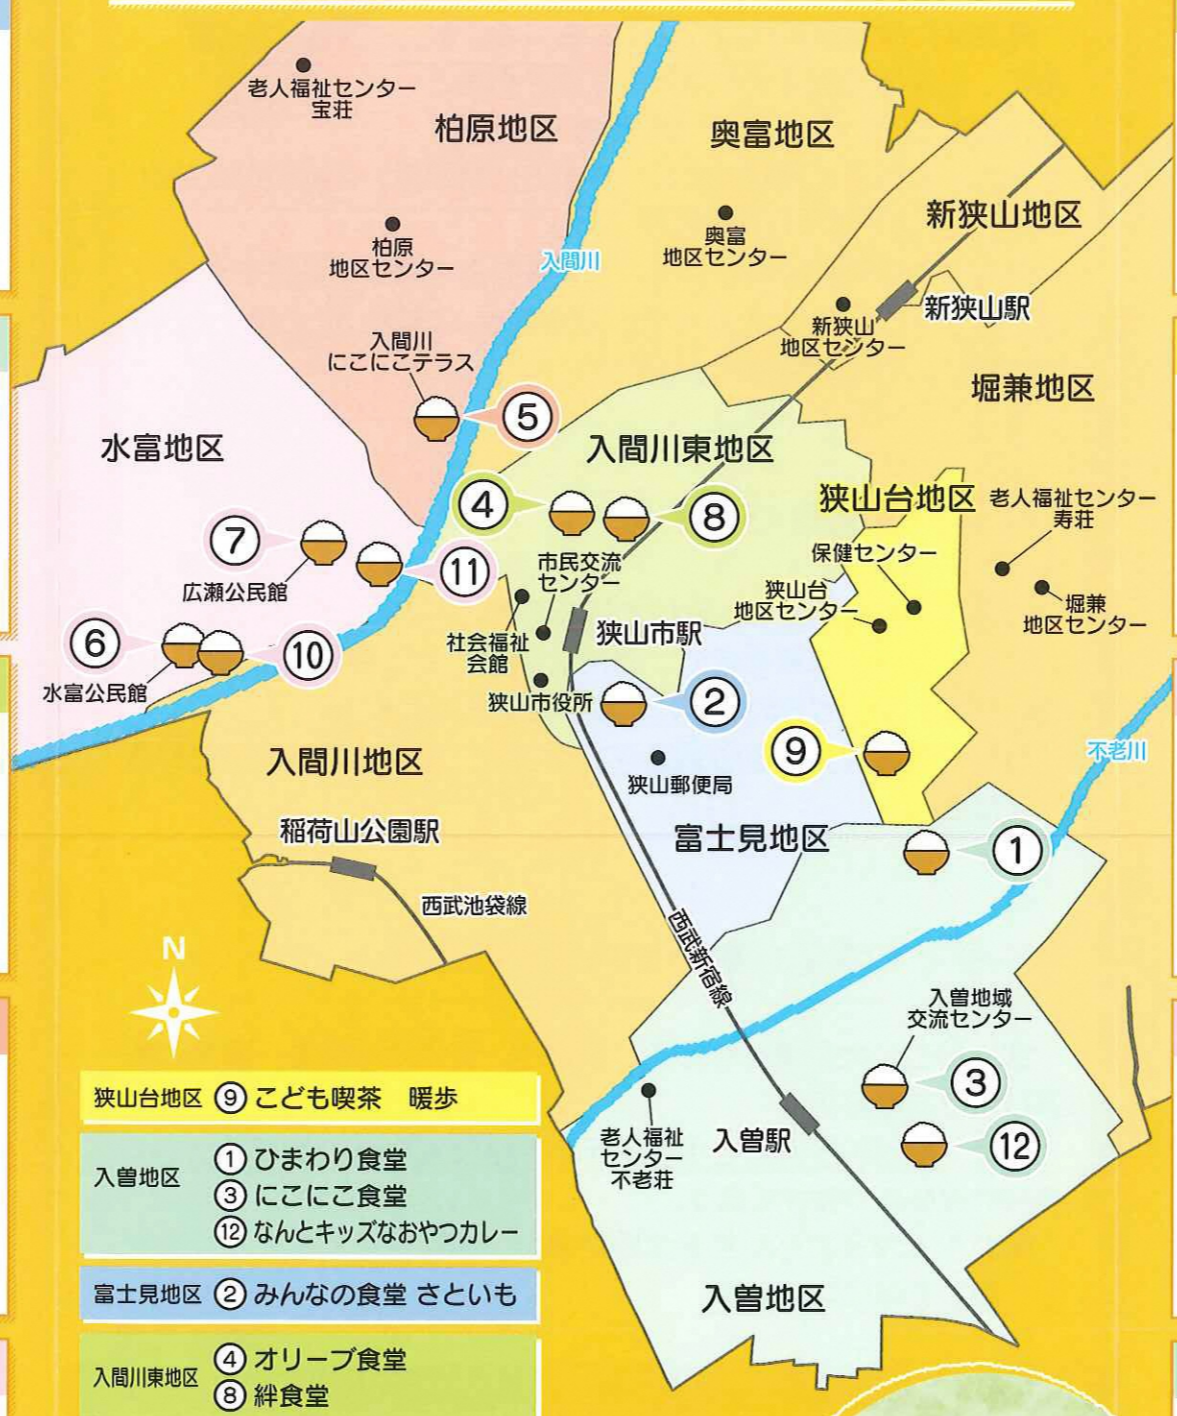 老人福祉センター
宝荘
柏原地区
奥富地区
新狭山地区
柏原
地区センター
入間川
奥富
地区センター
新狭山駅
新狭山
地区センター
入間川
にこにこテラス
堀兼地区
⑤
水富地区
入間川東地区
④
⑧
狭山台地区
老人福祉センター
寿荘
⑦
広瀬公民館
⑪
市民交流
センター
保健センター
狭山台
地区センター
堀兼
地区センター
⑥
⑩
水富公民館
社会福祉
会館
狭山市駅
狭山市役所
②
⑨
不老川
入間川地区
狭山郵便局
稲荷山公園駅
富士見地区
①
西武池袋線
西武新宿線
N
入曽地域
交流センター
③
老人福祉
センター
不老荘
入曽駅
⑫
入曽地区
狭山台地区 ⑨ こども喫茶 暖歩
入曽地区
① ひまわり食堂
③ にこにこ食堂
⑫ なんとキッズなおやつカレー
富士見地区 ② みんなの食堂 さといも
入間川東地区
④ オリーブ食堂
⑧ 絆食堂